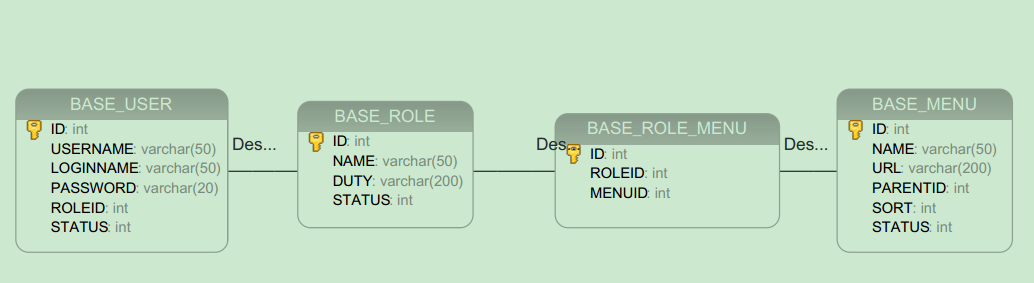 BASE_USER
ID: int
USERNAME: varchar(50)
LOGINNAME: varchar(50)
PASSWORD: varchar(20)
ROLEID: int
STATUS: int
Des...
BASE_ROLE
ID: int
NAME: varchar(50)
DUTY: varchar(200)
STATUS: int
Des...
BASE_ROLE_MENU
ID: int
ROLEID: int
MENUID: int
Des...
BASE_MENU
ID: int
NAME: varchar(50)
URL: varchar(200)
PARENTID: int
SORT: int
STATUS: int